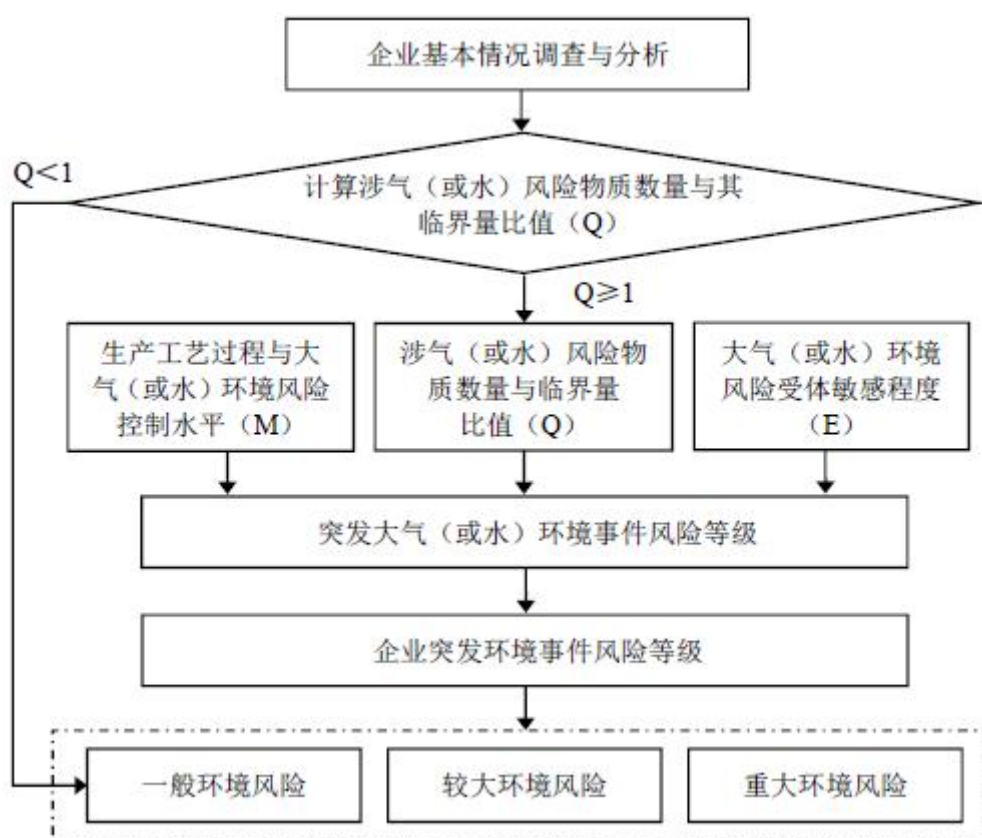 企业基本情况调查与分析
Q＜1
计算涉气（或水）风险物质数量与其
临界量比值（Q）
Q≥1
生产工艺过程与大
气（或水）环境风险
控制水平（M）
涉气（或水）风险物
质数量与临界量
比值（Q）
大气（或水）环境
风险受体敏感程度
（E）
突发大气（或水）环境事件风险等级
企业突发环境事件风险等级
一般环境风险
较大环境风险
重大环境风险